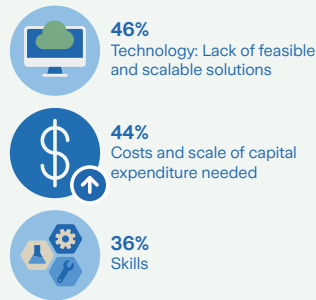 46%
Technology: Lack of feasible
and scalable solutions
44%
Costs and scale of capital
expenditure needed
36%
Skills